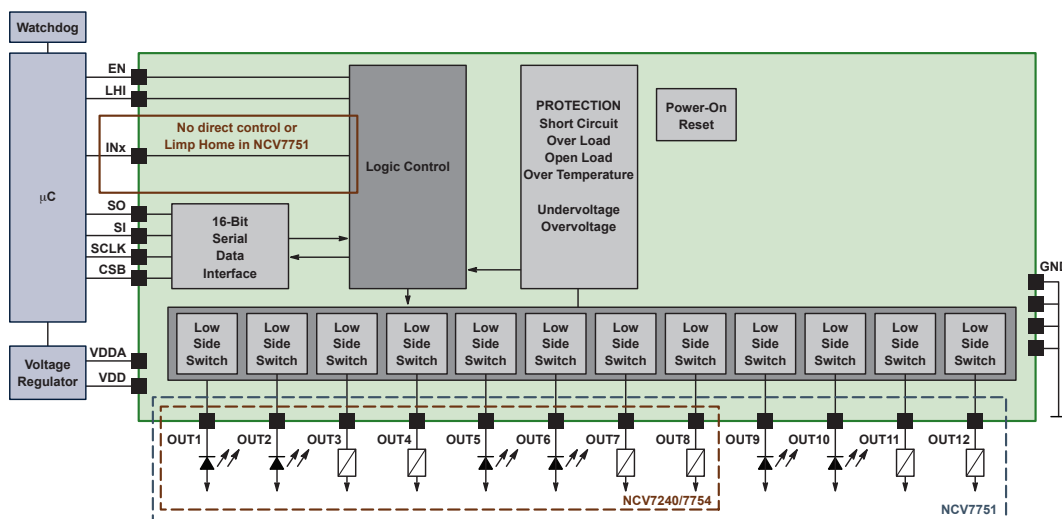 Watchdog
μC
Voltage
Regulator
EN
LHI
INx
SO
SI
SCLK
CSB
VDDA
VDD
No direct control or
Limp Home in NCV7751
16-Bit
Serial
Data
Interface
Logic Control
PROTECTION
Short Circuit
Over Load
Open Load
Over Temperature
Undervoltage
Overvoltage
Power-On
Reset
GND
Low
Side
Switch
Low
Side
Switch
Low
Side
Switch
Low
Side
Switch
Low
Side
Switch
Low
Side
Switch
Low
Side
Switch
Low
Side
Switch
Low
Side
Switch
Low
Side
Switch
Low
Side
Switch
Low
Side
Switch
OUT1
OUT2
OUT3
OUT4
OUT5
OUT6
OUT7
OUT8
OUT9
OUT10
OUT11
OUT12
NCV7240/7754
NCV7751